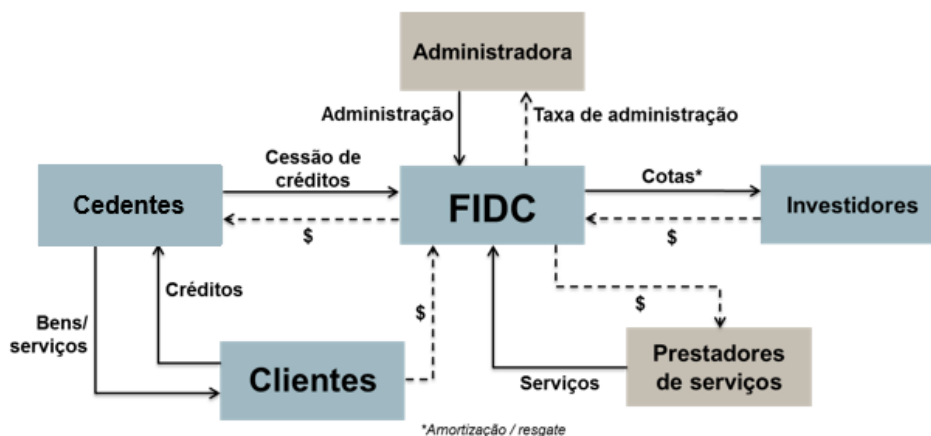 Administradora
Administração
Taxa de administração
Cessão de
créditos
Cotas*
Cedentes
FIDC
Investidores
$
$
Créditos
$
$
Bens/
serviços
Clientes
Serviços
Prestadores
de serviços
*Amortização / resgate